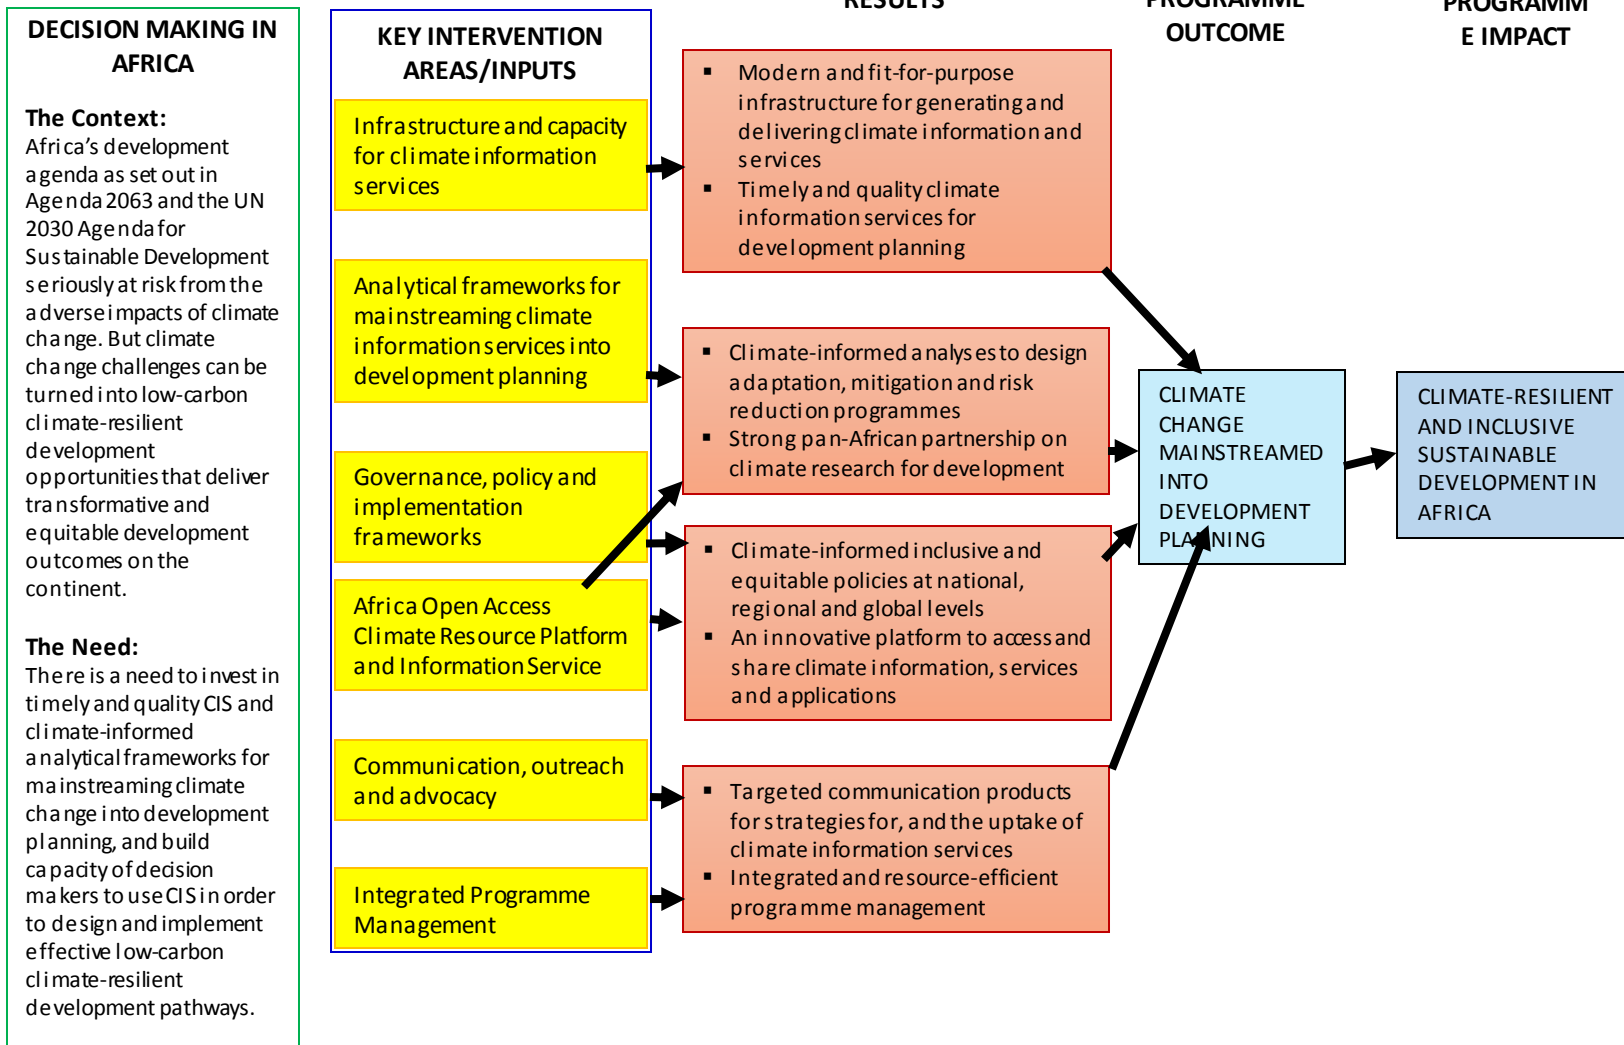 DECISION MAKING IN
AFRICA
The Context:
Africa’s development
agenda as set out in
Agenda 2063 and the UN
2030 Agenda for
Sustainable Development
seriously at risk from the
adverse impacts of climate
change. But climate
change challenges can be
turned into low-carbon
climate-resilient
development
opportunities that deliver
transformative and
equitable development
outcomes on the
continent.
The Need:
There is a need to invest in
timely and quality CIS and
climate-informed
analytical frameworks for
mainstreaming climate
change into development
planning, and build
capacity of decision
makers to use CIS in order
to design and implement
effective low-carbon
climate-resilient
development pathways.
KEY INTERVENTION
AREAS/INPUTS
Infrastructure and capacity
for climate information
services
Analytical frameworks for
mainstreaming climate
information services into
development planning
Governance, policy and
implementation
frameworks
Africa Open Access
Climate Resource Platform
and Information Service
Communication, outreach
and advocacy
Integrated Programme
Management
RESULTS
▪ Modern and fit-for-purpose
infrastructure for generating and
delivering climate information and
services
▪ Timely and quality climate
information services for
development planning
▪ Climate-informed analyses to design
adaptation, mitigation and risk
reduction programmes
▪ Strong pan-African partnership on
climate research for development
▪ Climate-informed inclusive and
equitable policies at national,
regional and global levels
▪ An innovative platform to access and
share climate information, services
and applications
▪ Targeted communication products
for strategies for, and the uptake of
climate information services
▪ Integrated and resource-efficient
programme management
PROGRAMME
OUTCOME
CLIMATE
CHANGE
MAINSTREAMED
INTO
DEVELOPMENT
PLANNING
PROGRAMM
E IMPACT
CLIMATE-RESILIENT
AND INCLUSIVE
SUSTAINABLE
DEVELOPMENT IN
AFRICA